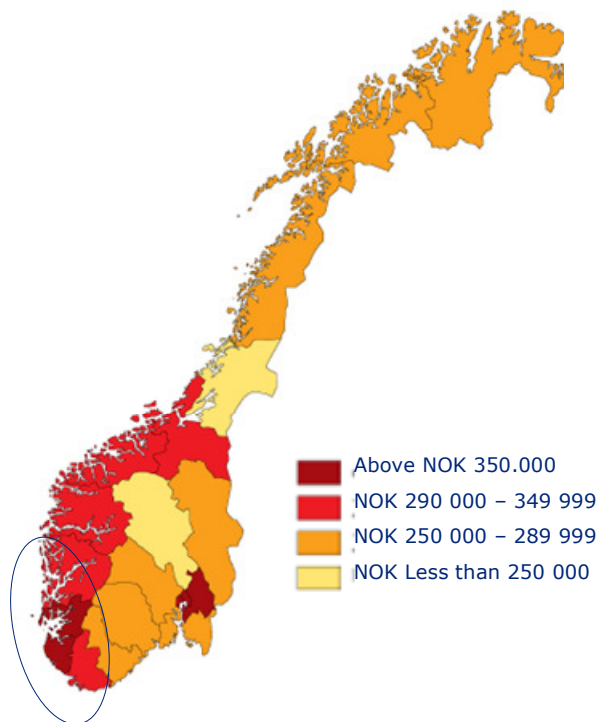 Above NOK 350.000
NOK 290 000 – 349 999
NOK 250 000 – 289 999
NOK Less than 250 000